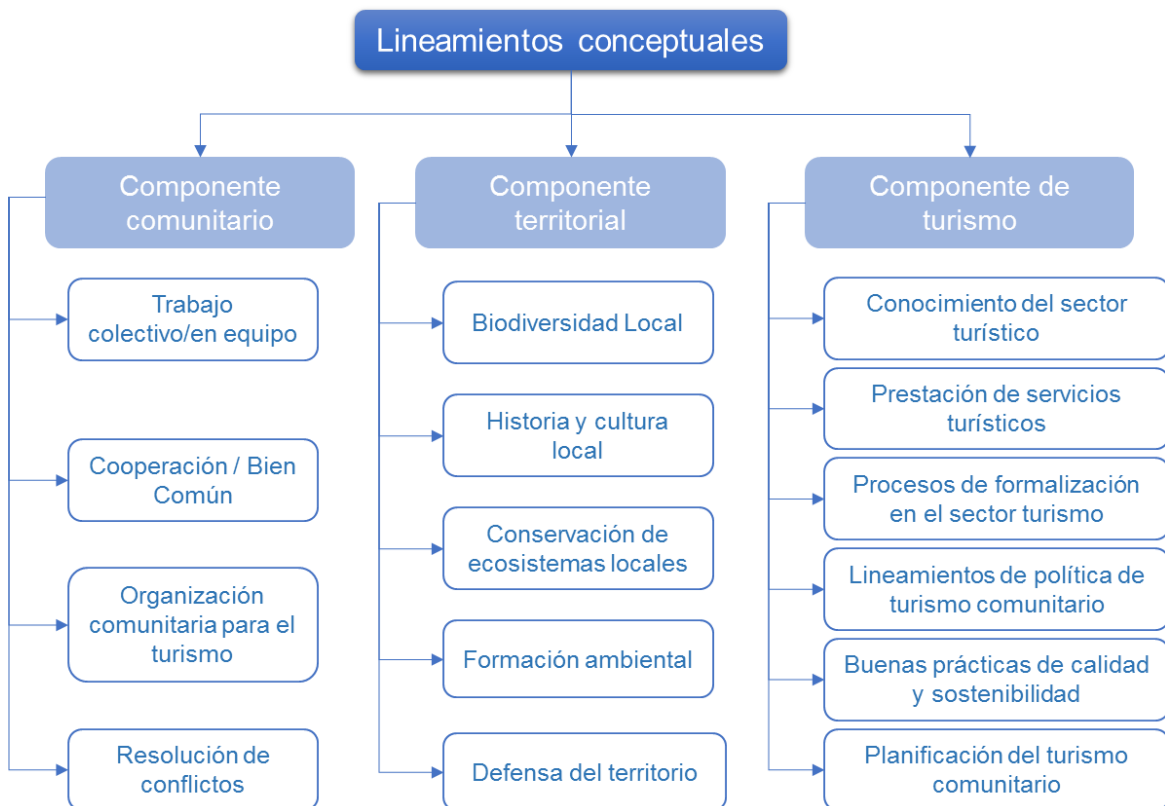 Lineamientos conceptuales
Componente
comunitario
Trabajo
colectivo/en equipo
Cooperación / Bien
Común
Organización
comunitaria para el
turismo
Resolución de
conflictos
Componente
territorial
Biodiversidad Local
Historia y cultura
local
Conservación de
ecosistemas locales
Formación ambiental
Defensa del territorio
Componente de
turismo
Conocimiento del sector
turístico
Prestación de servicios
turísticos
Procesos de formalización
en el sector turismo
Lineamientos de política de
turismo comunitario
Buenas prácticas de calidad
y sostenibilidad
Planificación del turismo
comunitario